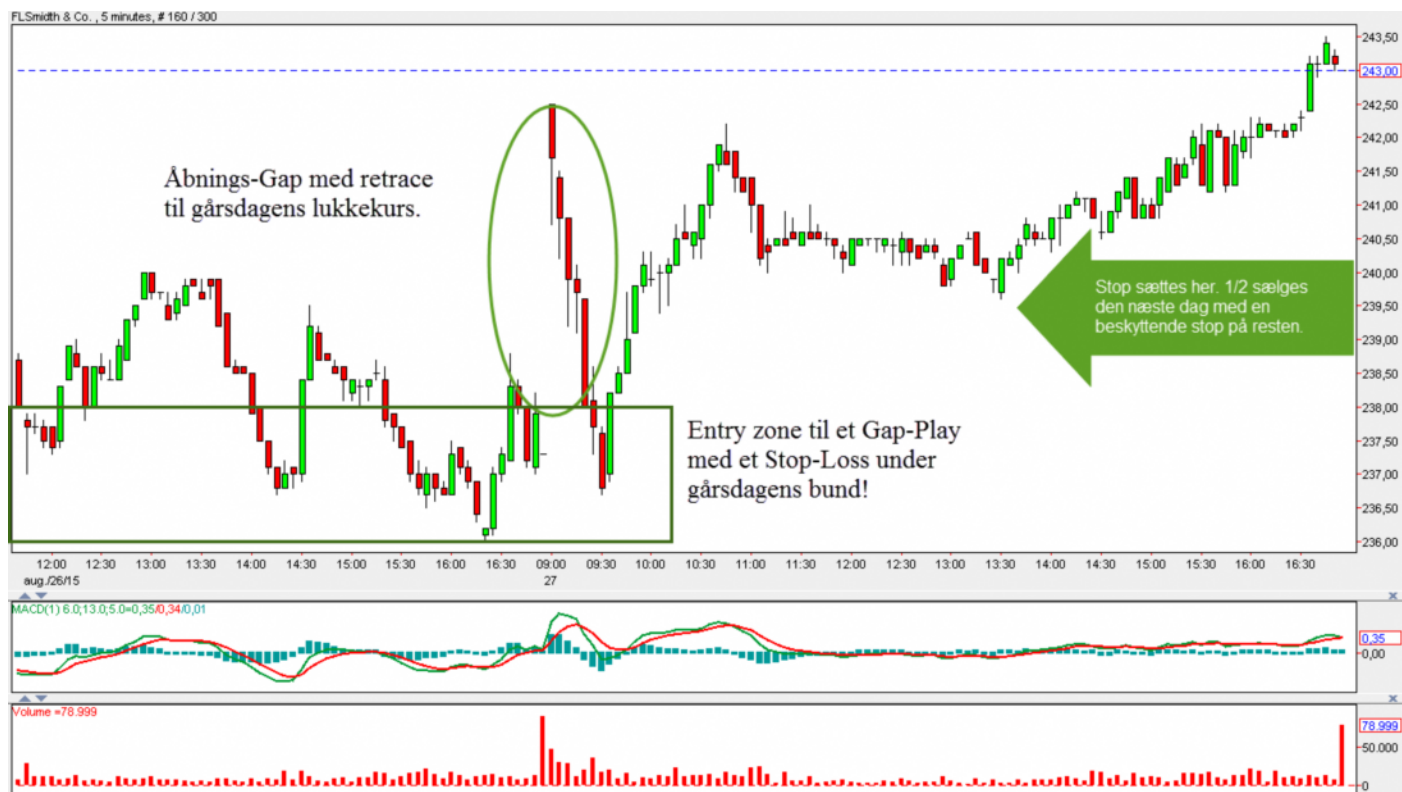 FLSmidth & Co. , 5 minutes, # 160 / 300
243,50
243,00
242,50
242,00
241,50
241,00
240,50
240,00
239,50
239,00
238,50
238,00
237,50
237,00
236,50
236,00
Åbnings-Gap med retrace
til gårsdagens lukkekurs.
Stop sættes her. 1/2 sælges
den næste dag med en
beskyttende stop på resten.
Entry zone til et Gap-Play
med et Stop-Loss under
gårsdagens bund!
12:00 12:30 13:00 13:30 14:00 14:30 15:00 15:30 16:00 16:30 09:00 09:30 10:00 10:30 11:00 11:30 12:00 12:30 13:00 13:30 14:00 14:30 15:00 15:30 16:00 16:30
aug./26/15 27
MACD(1) 6.0;13.0;5.0=0,35/0,34/0,01
0,35
0,00
Volume =78.999
78.999
50.000
0